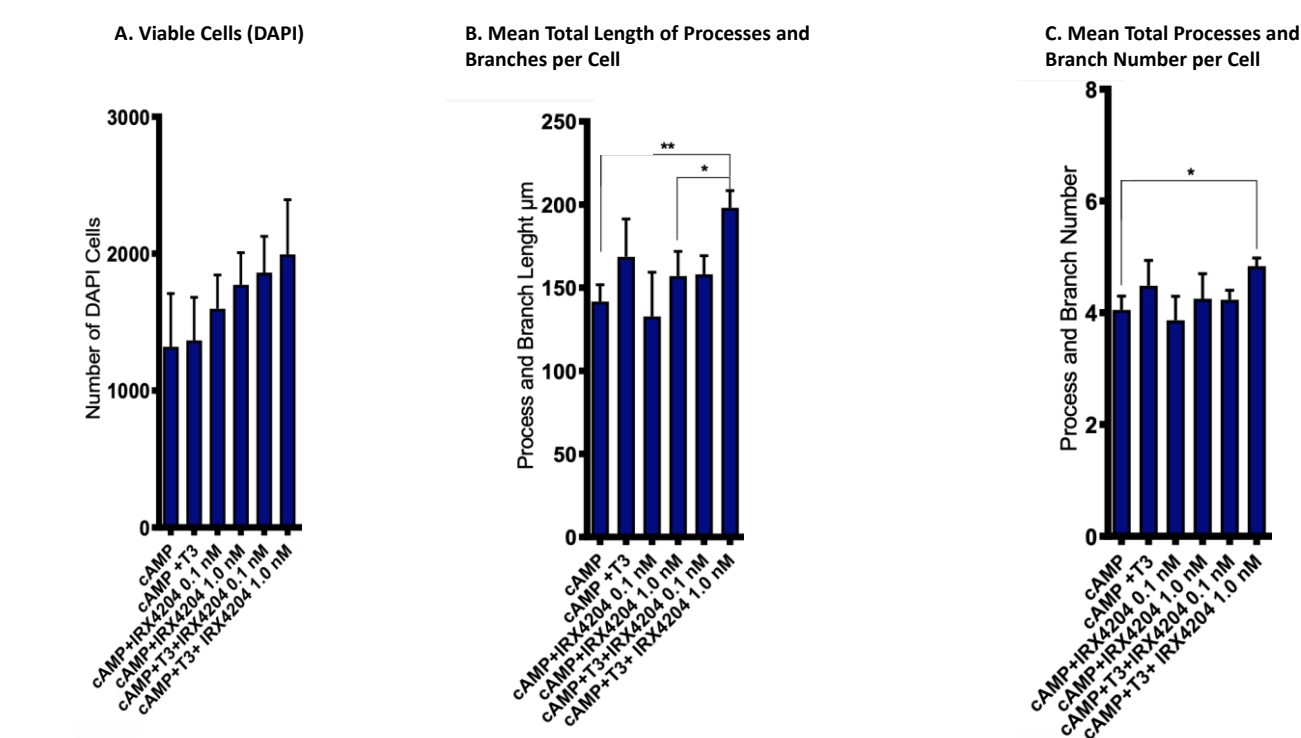 A. Viable Cells (DAPI)
3000
2000
1000
0
Number of DAPI Cells
cAMP
cAMP +T3
cAMP+IRX4204 0.1 nM
cAMP+IRX4204 1.0 nM
cAMP+T3+IRX4204 0.1 nM
cAMP+T3+ IRX4204 1.0 nM
B. Mean Total Length of Processes and
Branches per Cell
250
200
150
100
50
0
Process and Branch Lenght µm
**
*
cAMP
cAMP +T3
cAMP+IRX4204 0.1 nM
cAMP+IRX4204 1.0 nM
cAMP+T3+IRX4204 0.1 nM
cAMP+T3+ IRX4204 1.0 nM
C. Mean Total Processes and
Branch Number per Cell
8
6
4
2
0
Process and Branch Number
*
cAMP
cAMP +T3
cAMP+IRX4204 0.1 nM
cAMP+IRX4204 1.0 nM
cAMP+T3+IRX4204 0.1 nM
cAMP+T3+ IRX4204 1.0 nM